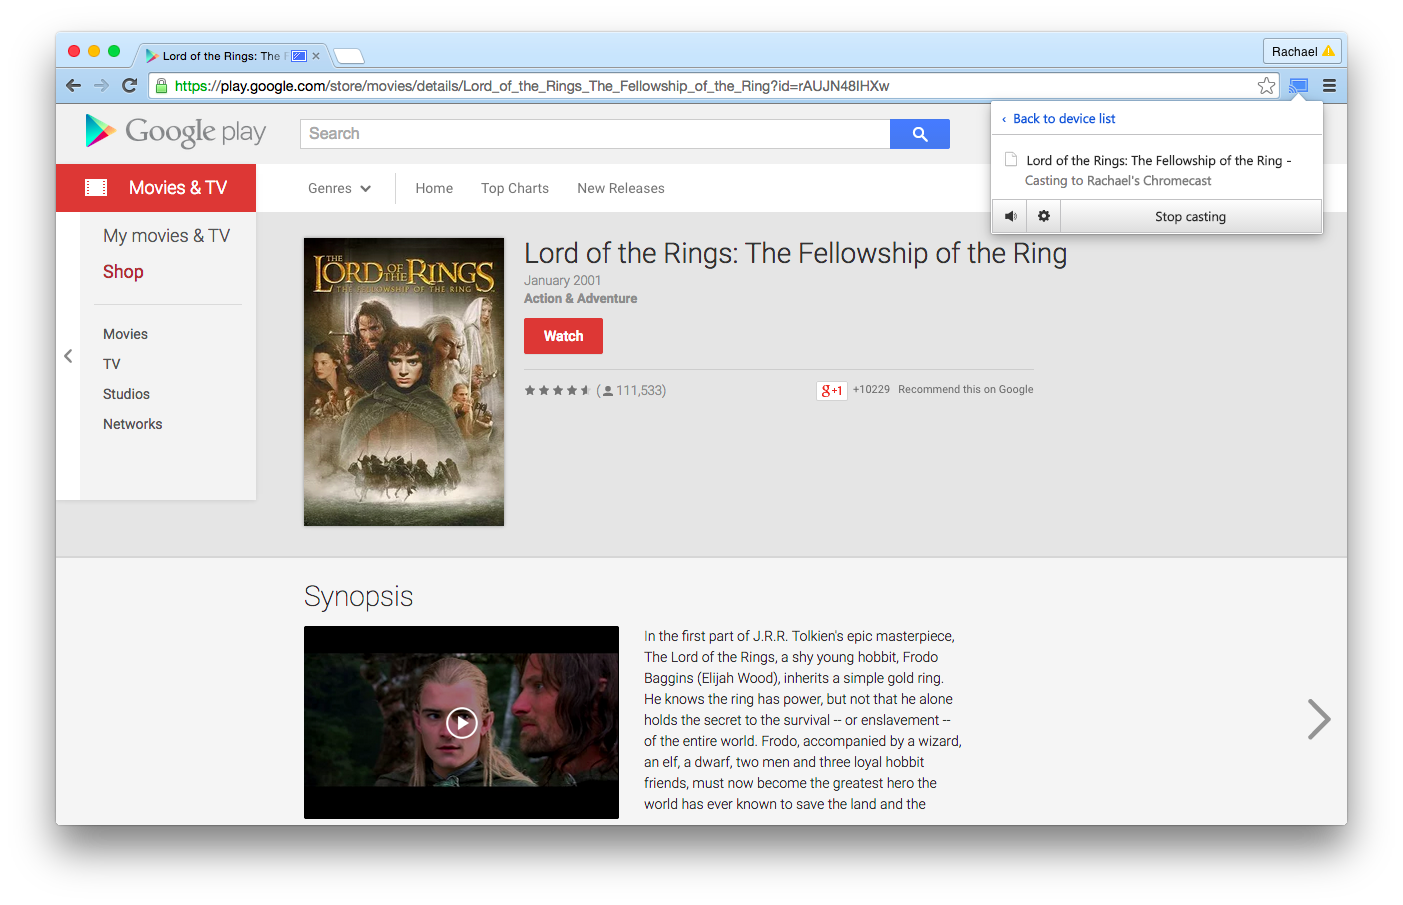 Lord of the Rings: The F
Rachael
https://play.google.com/store/movies/details/Lord_of_the_Rings_The_Fellowship_of_the_Ring?id=rAUJN48IHXw
Google play
Search
‹ Back to device list
Lord of the Rings: The Fellowship of the Ring -
Casting to Rachael's Chromecast
Stop casting
Movies & TV
Genres
Home
Top Charts
New Releases
My movies & TV
Shop
Movies
TV
Studios
Networks
THE
LORD OF THE RINGS
THE FELLOWSHIP OF THE RING
Lord of the Rings: The Fellowship of the Ring
January 2001
Action & Adventure
Watch
( 111,533)
g+1
+10229
Recommend this on Google
Synopsis
In the first part of J.R.R. Tolkien's epic masterpiece,
The Lord of the Rings, a shy young hobbit, Frodo
Baggins (Elijah Wood), inherits a simple gold ring.
He knows the ring has power, but not that he alone
holds the secret to the survival -- or enslavement --
of the entire world. Frodo, accompanied by a wizard,
an elf, a dwarf, two men and three loyal hobbit
friends, must now become the greatest hero the
world has ever known to save the land and the